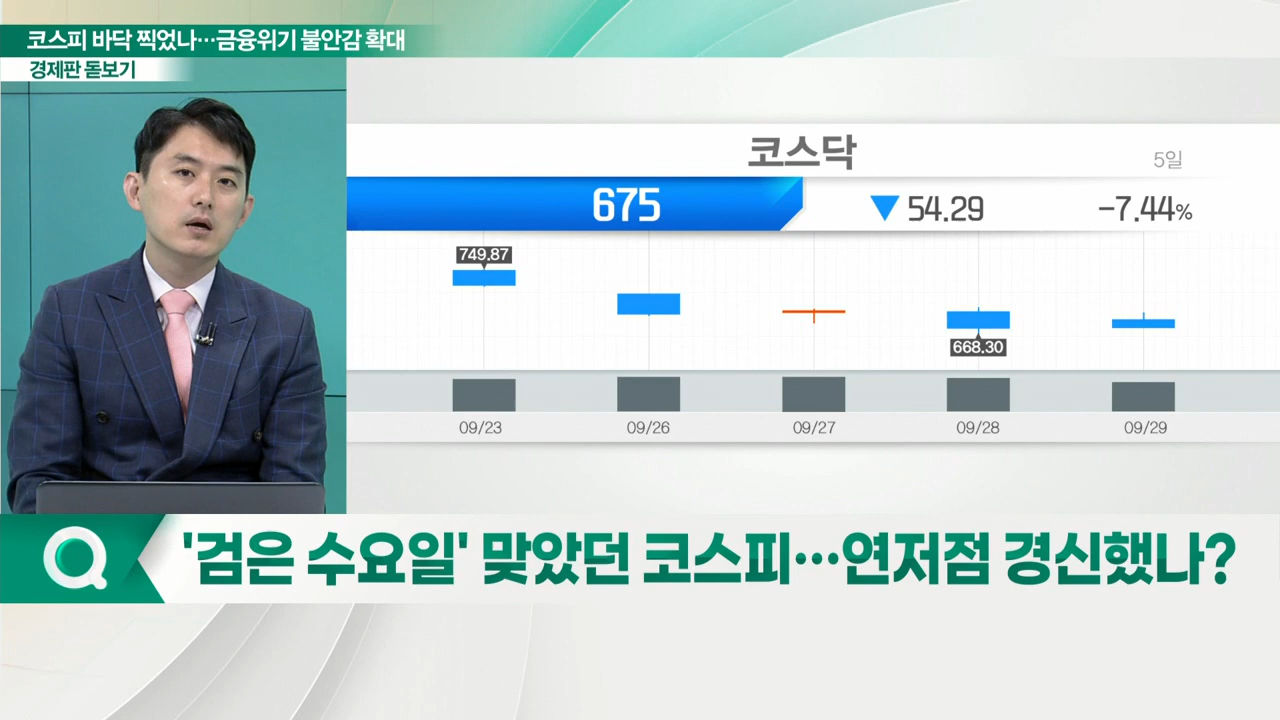 코스피 바닥 찍었나…금융위기 불안감 확대
경제판 돋보기
코스닥
5일
675 ▼ 54.29 -7.44%
749.87
668.30
09/23 09/26 09/27 09/28 09/29
Q '검은 수요일' 맞았던 코스피…연저점 경신했나?